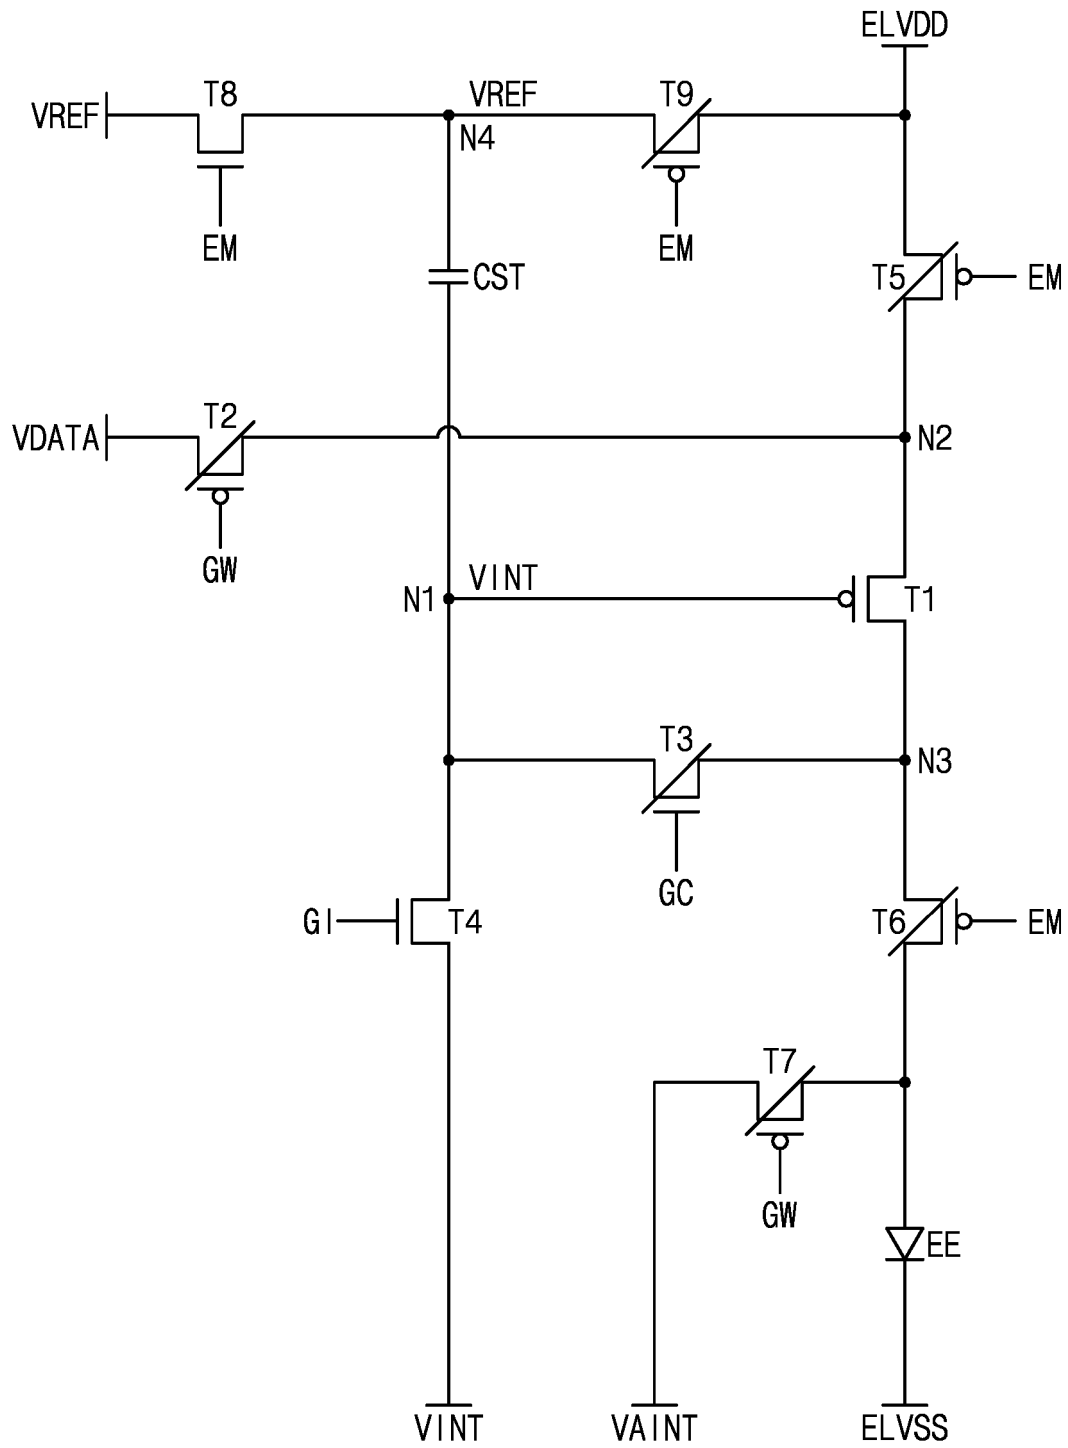 ELVDD
T8
VREF
T9
VREF
N4
EM
EM
CST
T5
EM
T2
VDATA
N2
GW
VINT
N1
T1
T3
N3
GC
GI
T4
T6
EM
T7
GW
EE
VINT
VAINT
ELVSS